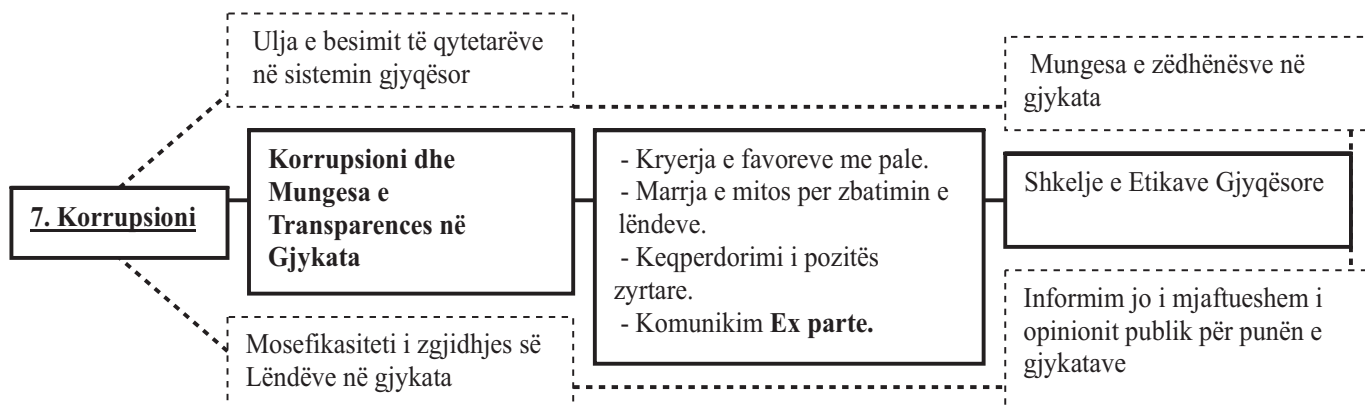 Ulja e besimit të qytetarëve
në sistemin gjyqësor
Mungesa e zëdhënësve në
gjykata
7. Korrupsioni
Korrupsioni dhe
Mungesa e
Transparences në
Gjykata
- Kryerja e favoreve me pale.
- Marrja e mitos per zbatimin e
lëndeve.
- Keqperdorimi i pozitës
zyrtare.
- Komunikim Ex parte.
Shkelje e Etikave Gjyqësore
Mosefikasiteti i zgjidhjes së
Lëndëve në gjykata
Informim jo i mjaftueshem i
opinionit publik për punën e
gjykatave